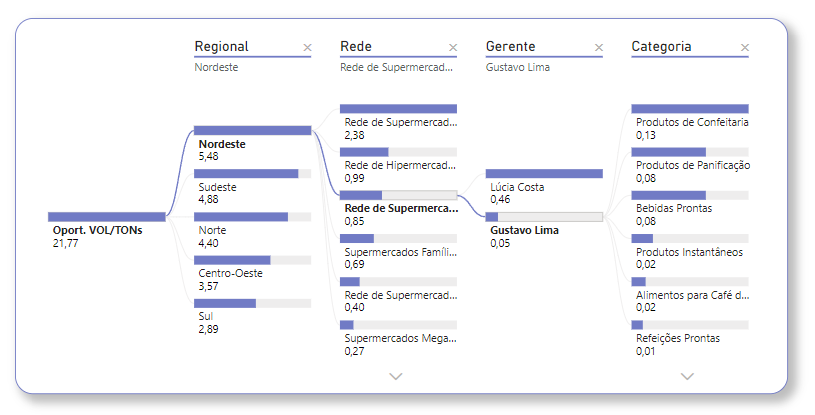 Regional
Nordeste
Rede
Rede de Supermercad...
Gerente
Gustavo Lima
Categoria
Oport. VOL/TONs
21,77
Nordeste
5,48
Sudeste
4,88
Norte
4,40
Centro-Oeste
3,57
Sul
2,89
Rede de Supermercad...
2,38
Rede de Hipermercad...
0,99
Rede de Supermerca...
0,85
Supermercados Famíli...
0,69
Rede de Supermercad...
0,40
Supermercados Mega...
0,27
Lúcia Costa
0,46
Gustavo Lima
0,05
Produtos de Confeitaria
0,13
Produtos de Panificação
0,08
Bebidas Prontas
0,08
Produtos Instantâneos
0,02
Alimentos para Café d...
0,02
Refeições Prontas
0,01